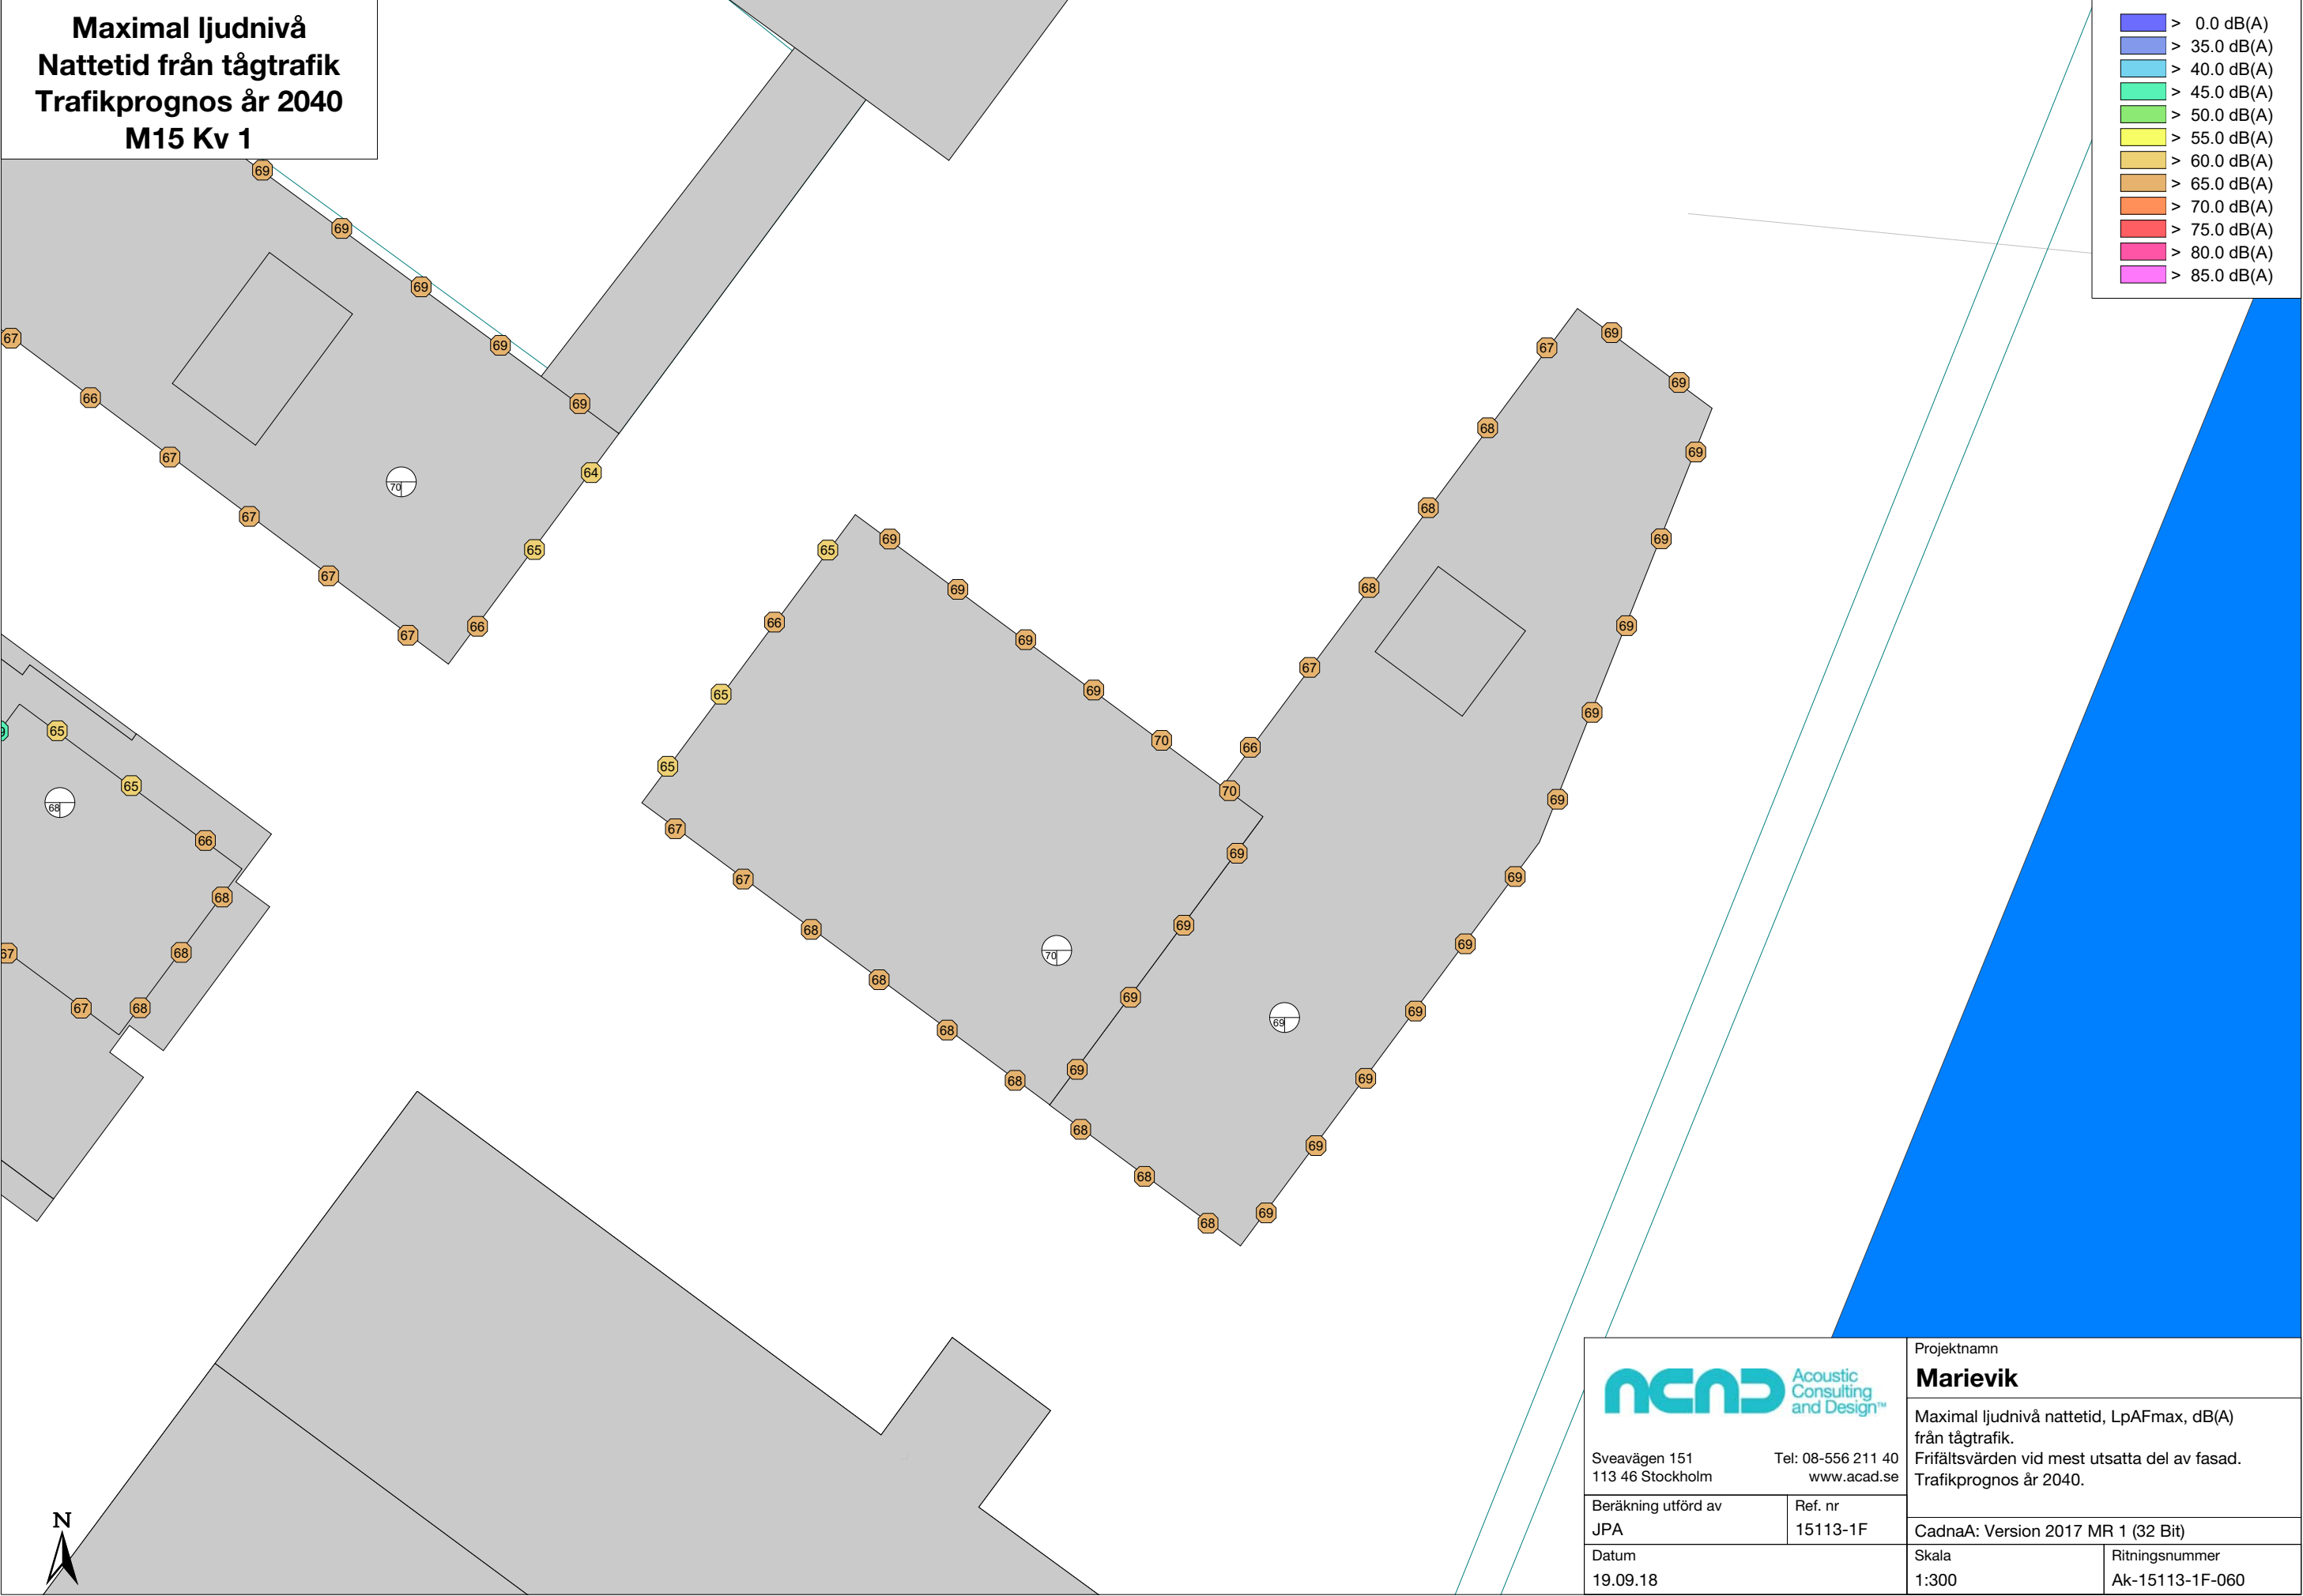 Maximal ljudnivå
Nattetid från tågtrafik
Trafikprognos år 2040
M15 Kv 1
> 0.0 dB(A)
> 35.0 dB(A)
> 40.0 dB(A)
> 45.0 dB(A)
> 50.0 dB(A)
> 55.0 dB(A)
> 60.0 dB(A)
> 65.0 dB(A)
> 70.0 dB(A)
> 75.0 dB(A)
> 80.0 dB(A)
> 85.0 dB(A)
69
69
69
69
69
67
66
67
67
67
67
64
65
66
70
65
65
66
68
68
68
67
67
68
65
66
65
65
69
69
69
69
70
70
67
67
68
68
68
68
69
69
69
69
70
67
68
68
68
67
66
69
69
69
69
69
69
69
69
69
69
69
69
69
68
68
68
69
N
ACAD
Acoustic
Consulting
and Design™
Sveavägen 151
113 46 Stockholm
Tel: 08-556 211 40
www.acad.se
Beräkning utförd av
JPA
Ref. nr
15113-1F
Datum
19.09.18
Projektnamn
Marievik
Maximal ljudnivå nattetid, LpAFmax, dB(A)
från tågtrafik.
Frifältsvärden vid mest utsatta del av fasad.
Trafikprognos år 2040.
CadnaA: Version 2017 MR 1 (32 Bit)
Skala
1:300
Ritningsnummer
Ak-15113-1F-060